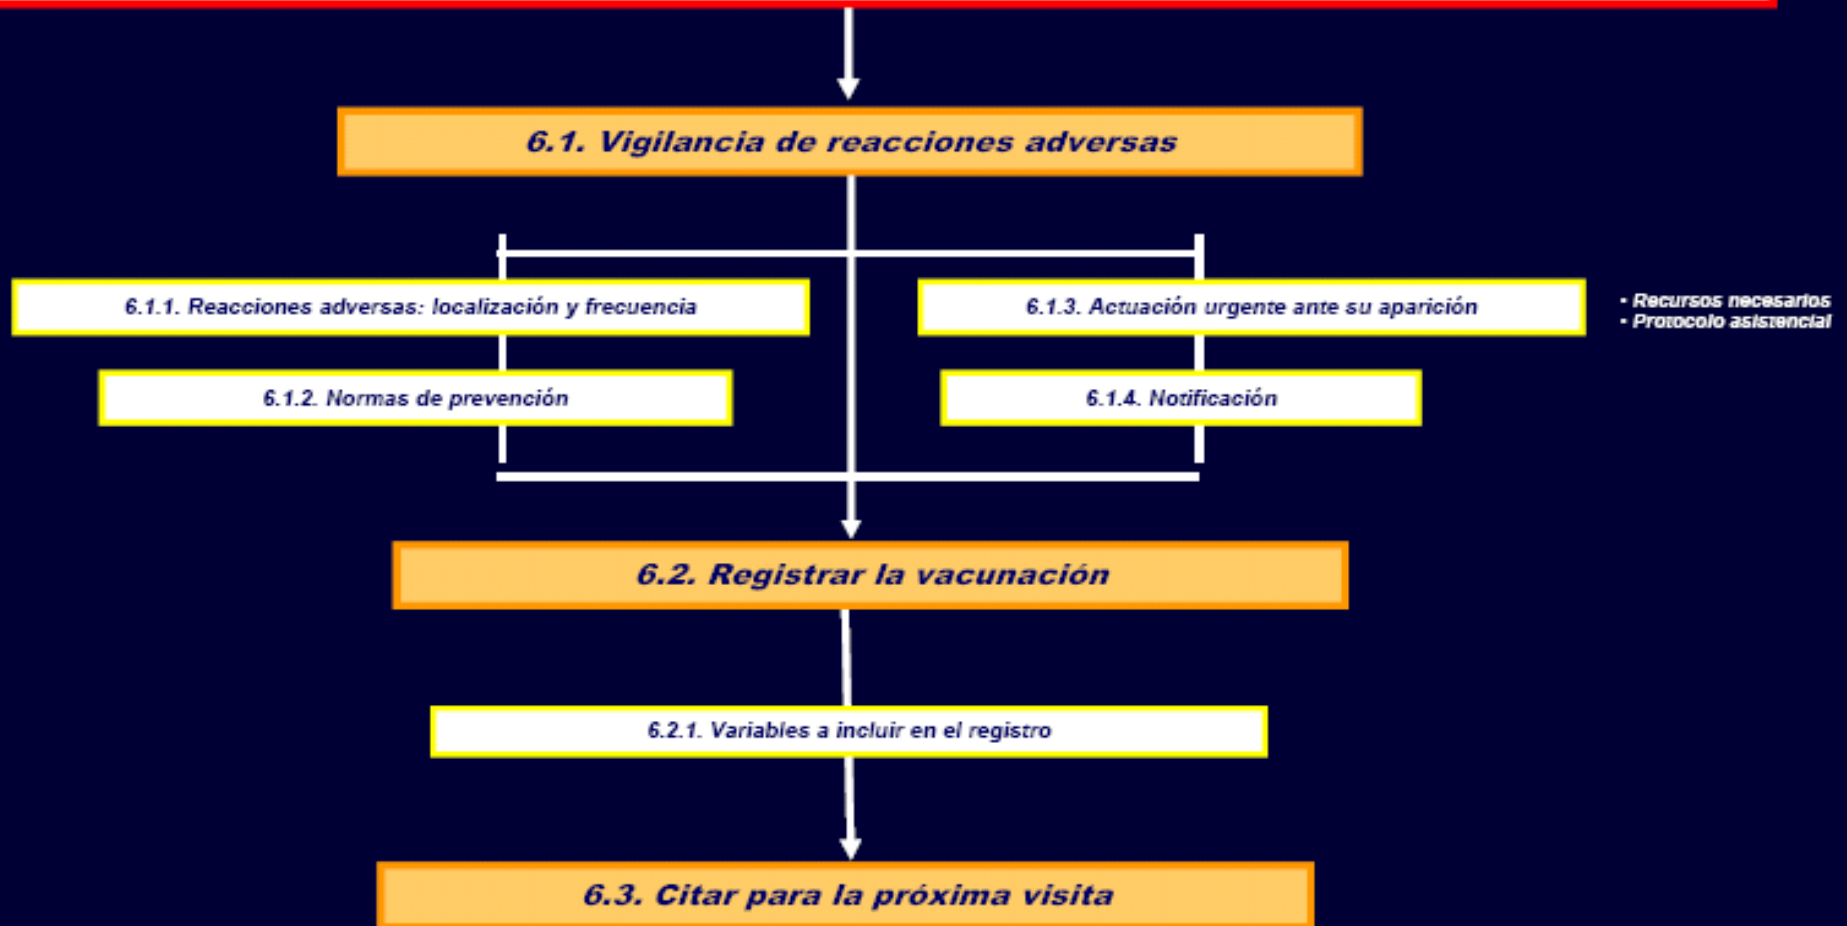 6.1. Vigilancia de reacciones adversas
6.1.1. Reacciones adversas: localización y frecuencia
6.1.2. Normas de prevención
6.1.3. Actuación urgente ante su aparición
• Recursos necesarios
• Protocolo asistencial
6.1.4. Notificación
6.2. Registrar la vacunación
6.2.1. Variables a incluir en el registro
6.3. Citar para la próxima visita